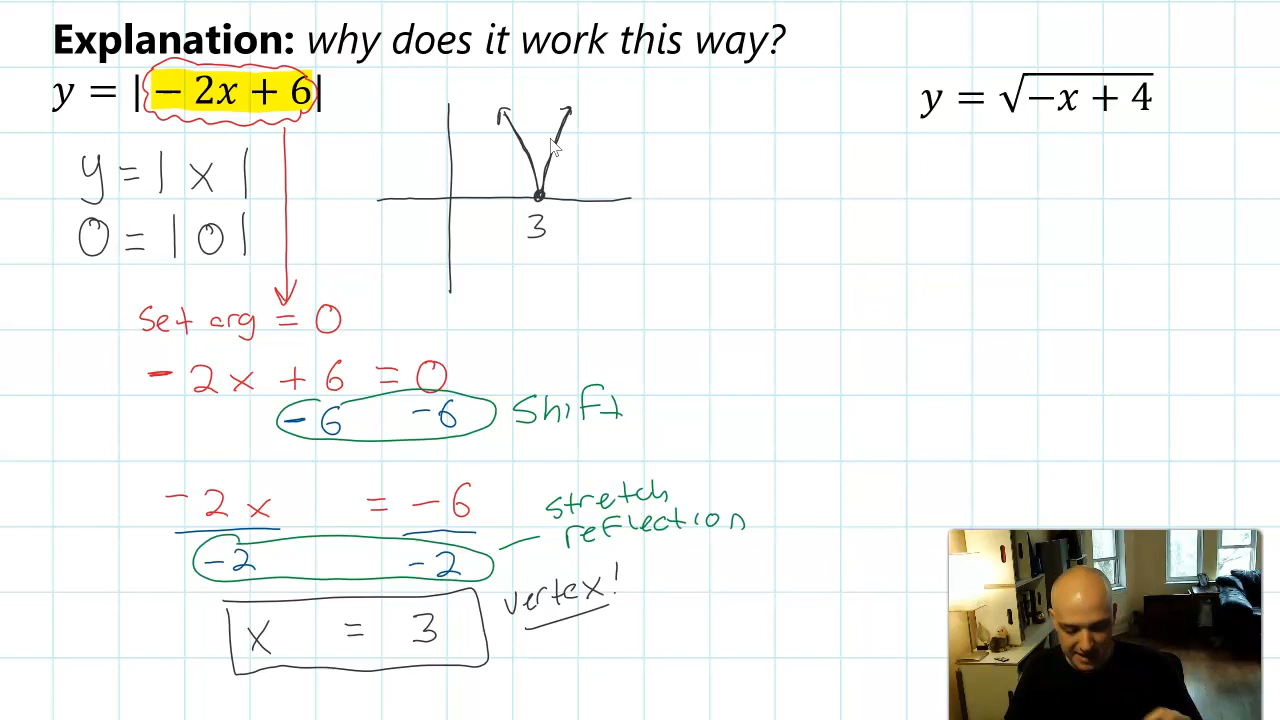 Explanation: why does it work this way?
y = |− 2x + 6|
y = | x |
0 = | 0 |
3
Set arg = 0
- 2x + 6 = 0
-6 -6 Shift
-2x = -6
-2 -2
stretch
reflection
x = 3
vertex!
y = √−x + 4